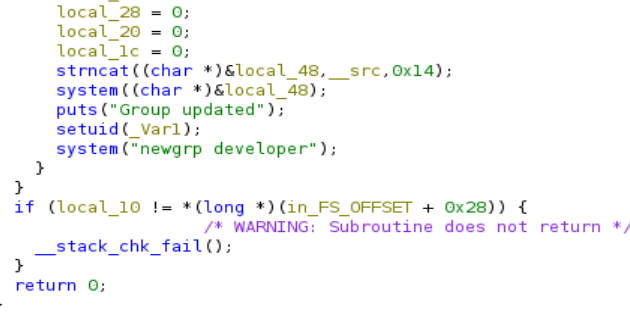 local_28 = 0;
local_20 = 0;
local_1c = 0;
strncat((char *)&local_48,__src,0x14);
system((char *)&local_48);
puts("Group updated");
setuid(_Var1);
system("newgrp developer");
}
}
if (local_10 != *(long *)(in_FS_OFFSET + 0x28)) {
/* WARNING: Subroutine does not return */
__stack_chk_fail();
}
return 0;